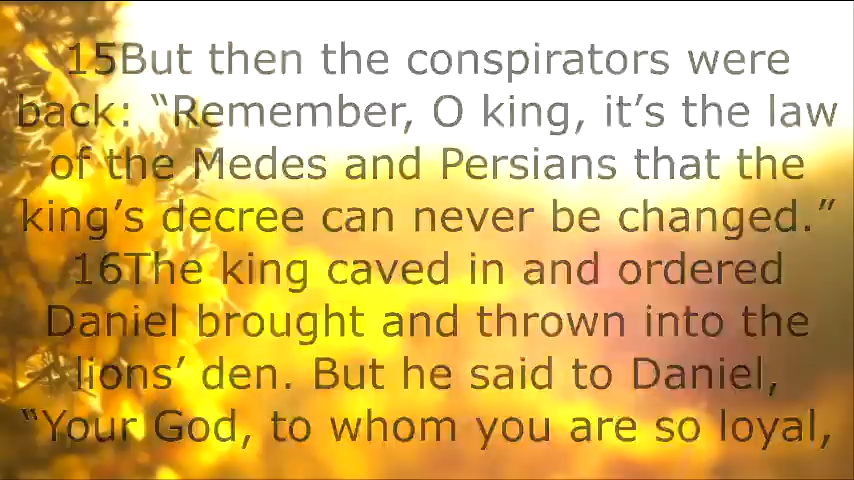 15But then the conspirators were
back: “Remember, O king, it’s the law
of the Medes and Persians that the
king’s decree can never be changed.”
16The king caved in and ordered
Daniel brought and thrown into the
lions’ den. But he said to Daniel,
“Your God, to whom you are so loyal,